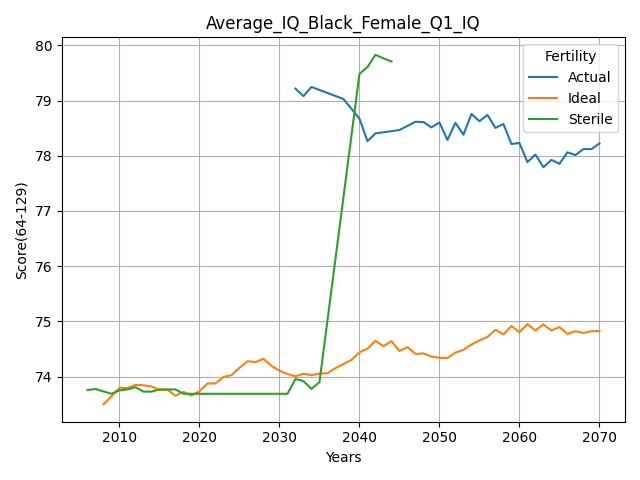 Average_IQ_Black_Female_Q1_IQ
Fertility
Actual
Ideal
Sterile
Score(64-129)
80
79
78
77
76
75
74
2010 2020 2030 2040 2050 2060 2070
Years